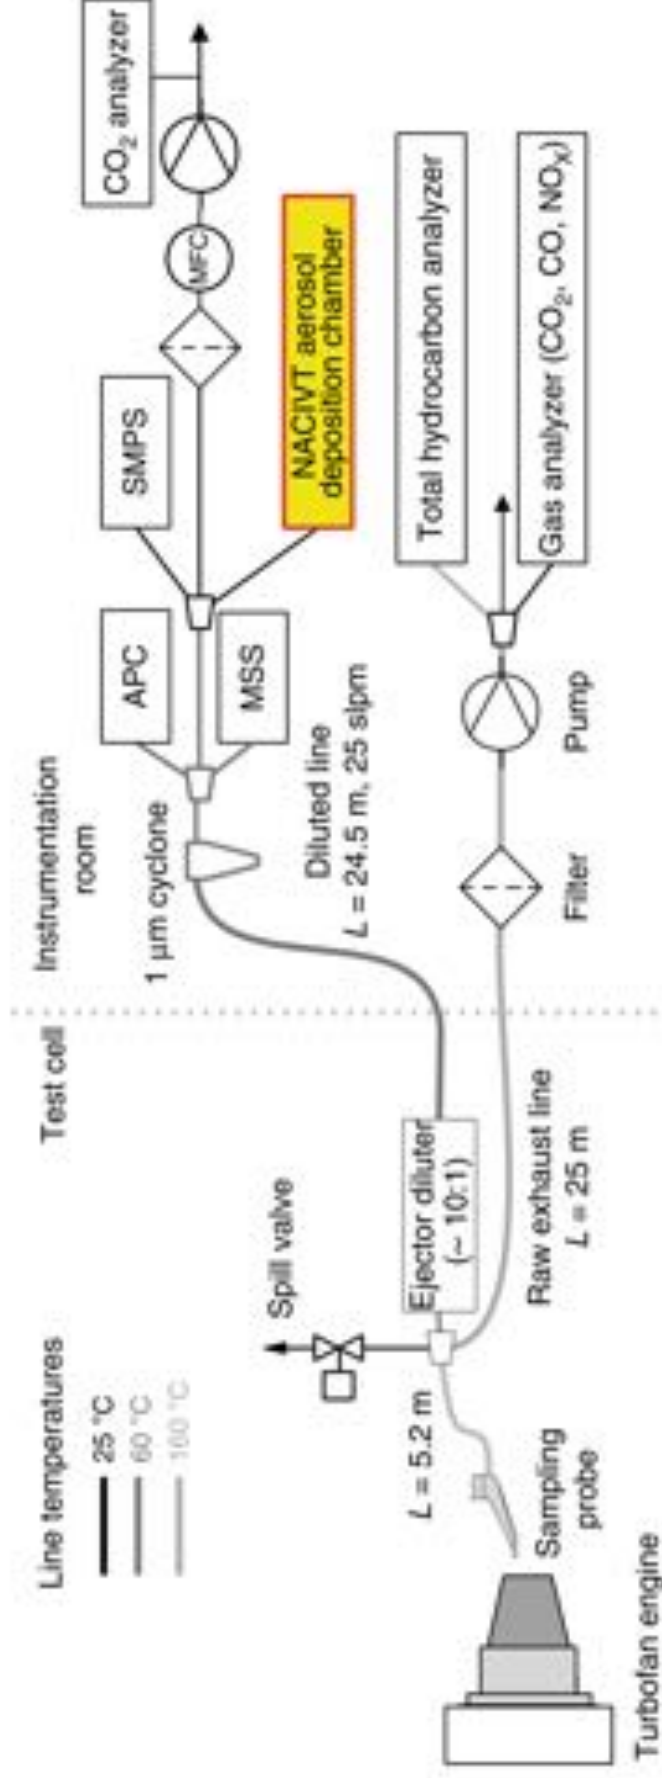 Line temperatures
25 °C
60 °C
160 °C
Test cell
Instrumentation
room
Turbofan engine
Sampling
probe
L = 5.2 m
Spill valve
Ejector diluter
(~ 10:1)
Raw exhaust line
L = 25 m
1 µm cyclone
Diluted line
L = 24.5 m, 25 slpm
APC
MSS
SMPS
NACIVT aerosol
deposition chamber
MFC
CO₂ analyzer
Filter
Pump
Total hydrocarbon analyzer
Gas analyzer (CO₂, CO, NOₓ)